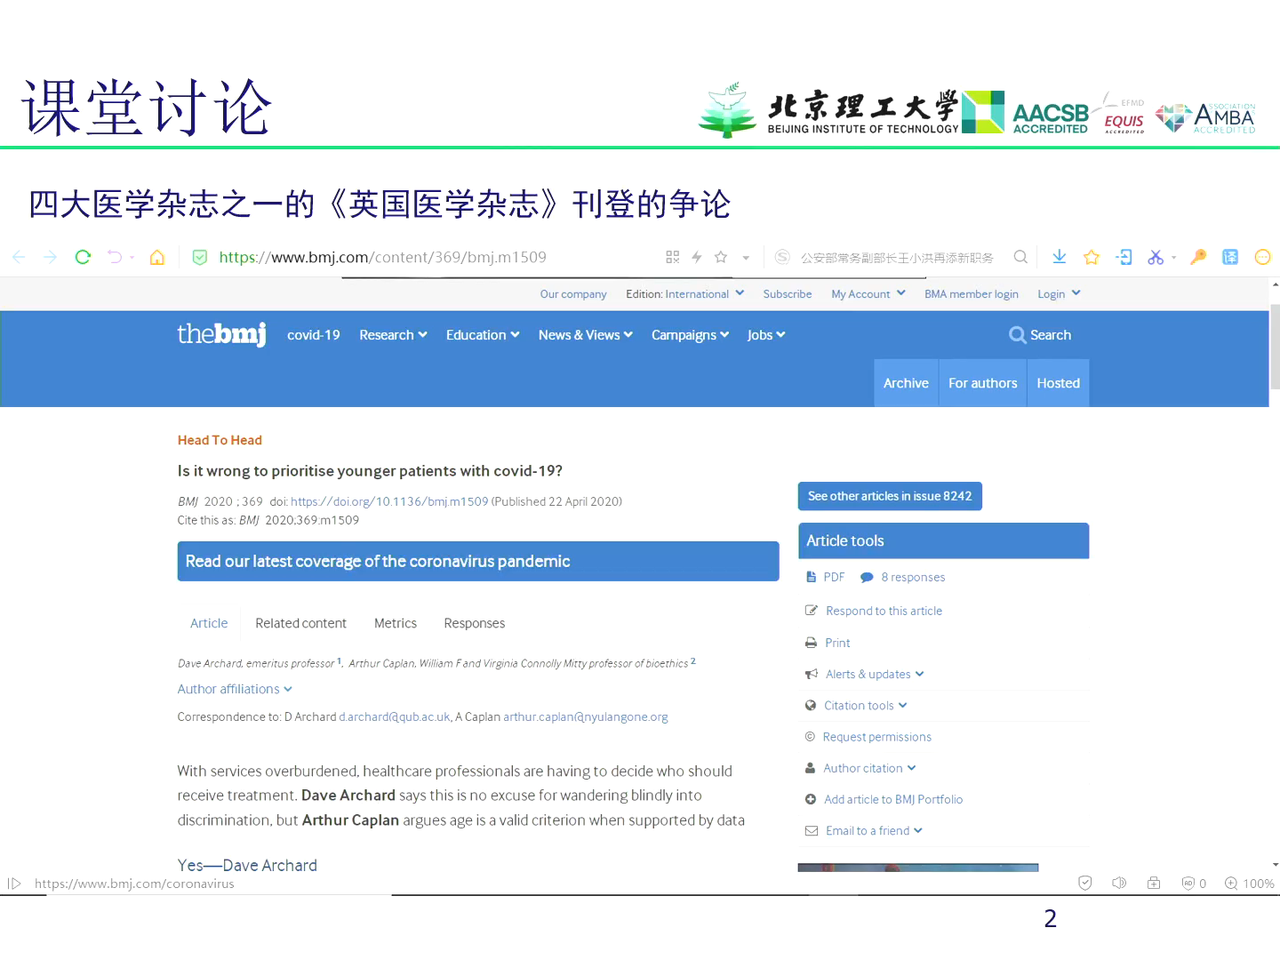 课堂讨论
北京理工大学
BEIJING INSTITUTE OF TECHNOLOGY
AACSB
ACCREDITED
EFMD
EQUIS
ACCREDITED
ASSOCIATION
AMBA
ACCREDITED
四大医学杂志之一的《英国医学杂志》刊登的争论
https://www.bmj.com/content/369/bmj.m1509
公安部常务副部长王小洪再添新职务
Our company Edition: International Subscribe My Account BMA member login Login
thebmj covid-19 Research Education News & Views Campaigns Jobs Search
Archive For authors Hosted
Head To Head
Is it wrong to prioritise younger patients with covid-19?
BMJ 2020 ; 369 doi: https://doi.org/10.1136/bmj.m1509 (Published 22 April 2020)
Cite this as: BMJ 2020;369:m1509
Read our latest coverage of the coronavirus pandemic
Article Related content Metrics Responses
Dave Archard, emeritus professor 1, Arthur Caplan, William F and Virginia Connolly Mitty professor of bioethics 2
Author affiliations
Correspondence to: D Archard d.archard@qub.ac.uk, A Caplan arthur.caplan@nyulangone.org
With services overburdened, healthcare professionals are having to decide who should
receive treatment. Dave Archard says this is no excuse for wandering blindly into
discrimination, but Arthur Caplan argues age is a valid criterion when supported by data
Yes—Dave Archard
See other articles in issue 8242
Article tools
PDF 8 responses
Respond to this article
Print
Alerts & updates
Citation tools
Request permissions
Author citation
Add article to BMJ Portfolio
Email to a friend
https://www.bmj.com/coronavirus
0 100%
2